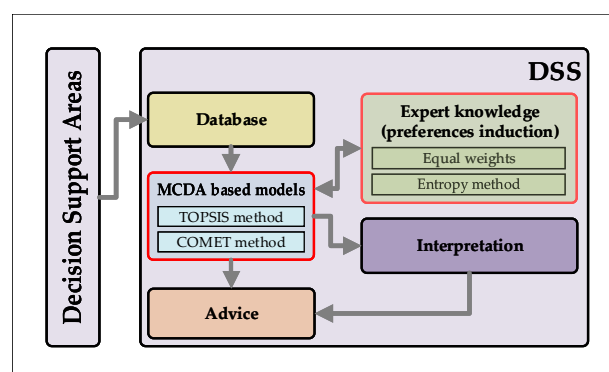 Decision Support Areas
DSS
Database
Expert knowledge
(preferences induction)
Equal weights
Entropy method
MCDA based models
TOPSIS method
COMET method
Interpretation
Advice